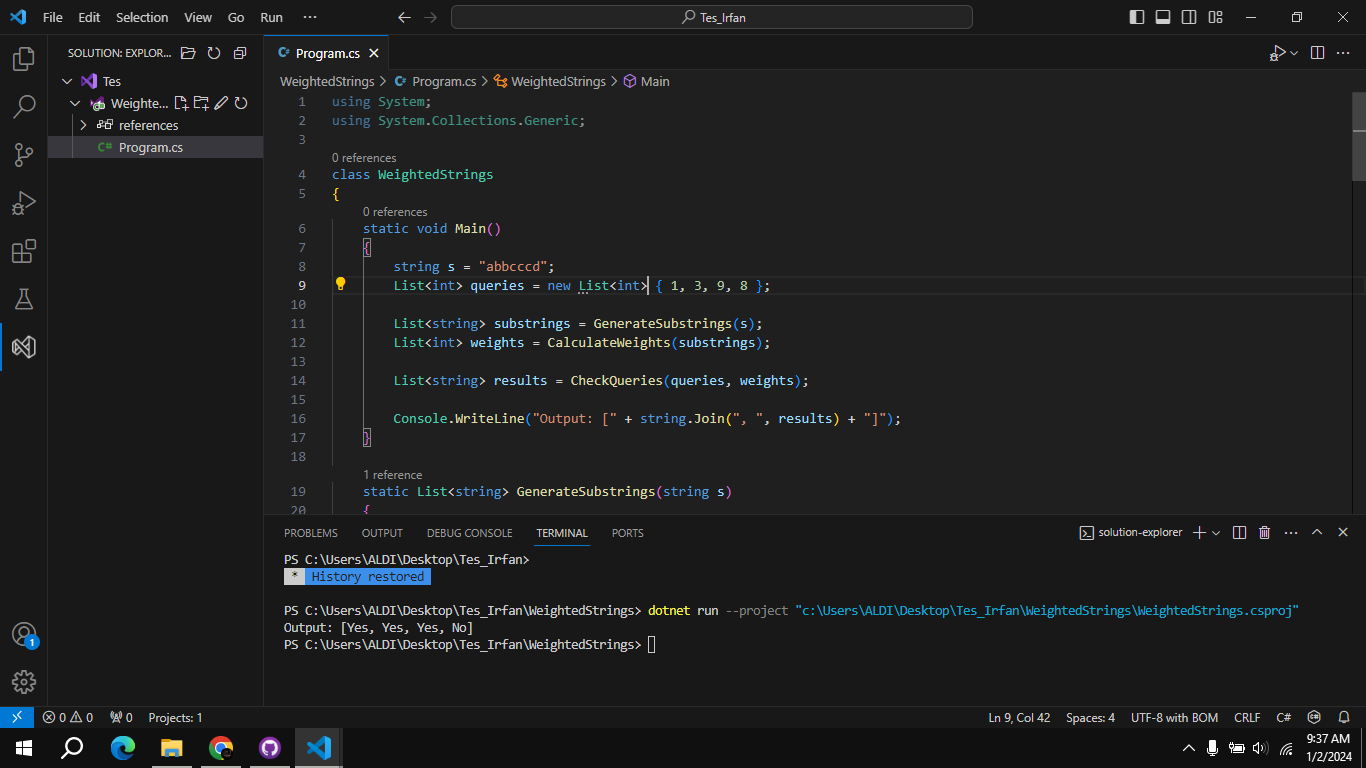 File Edit Selection View Go Run ··· Tes_Irfan
SOLUTION: EXPLOR...
Tes
Weighte...
references
C# Program.cs
Program.cs
WeightedStrings > Program.cs > WeightedStrings > Main
1 using System;
2 using System.Collections.Generic;
3
0 references
4 class WeightedStrings
5 {
0 references
6 static void Main()
7 {
8 string s = "abbcccd";
9 List<int> queries = new List<int> { 1, 3, 9, 8 };
10
11 List<string> substrings = GenerateSubstrings(s);
12 List<int> weights = CalculateWeights(substrings);
13
14 List<string> results = CheckQueries(queries, weights);
15
16 Console.WriteLine("Output: [" + string.Join(", ", results) + "]");
17 }
18
1 reference
19 static List<string> GenerateSubstrings(string s)
20 {
PROBLEMS OUTPUT DEBUG CONSOLE TERMINAL PORTS solution-explorer
PS C:\Users\ALDI\Desktop\Tes_Irfan>
* History restored
PS C:\Users\ALDI\Desktop\Tes_Irfan\WeightedStrings> dotnet run --project "c:\Users\ALDI\Desktop\Tes_Irfan\WeightedStrings\WeightedStrings.csproj"
Output: [Yes, Yes, Yes, No]
PS C:\Users\ALDI\Desktop\Tes_Irfan\WeightedStrings>
1
0 0 0 Projects: 1 Ln 9, Col 42 Spaces: 4 UTF-8 with BOM CRLF C#
9:37 AM
1/2/2024